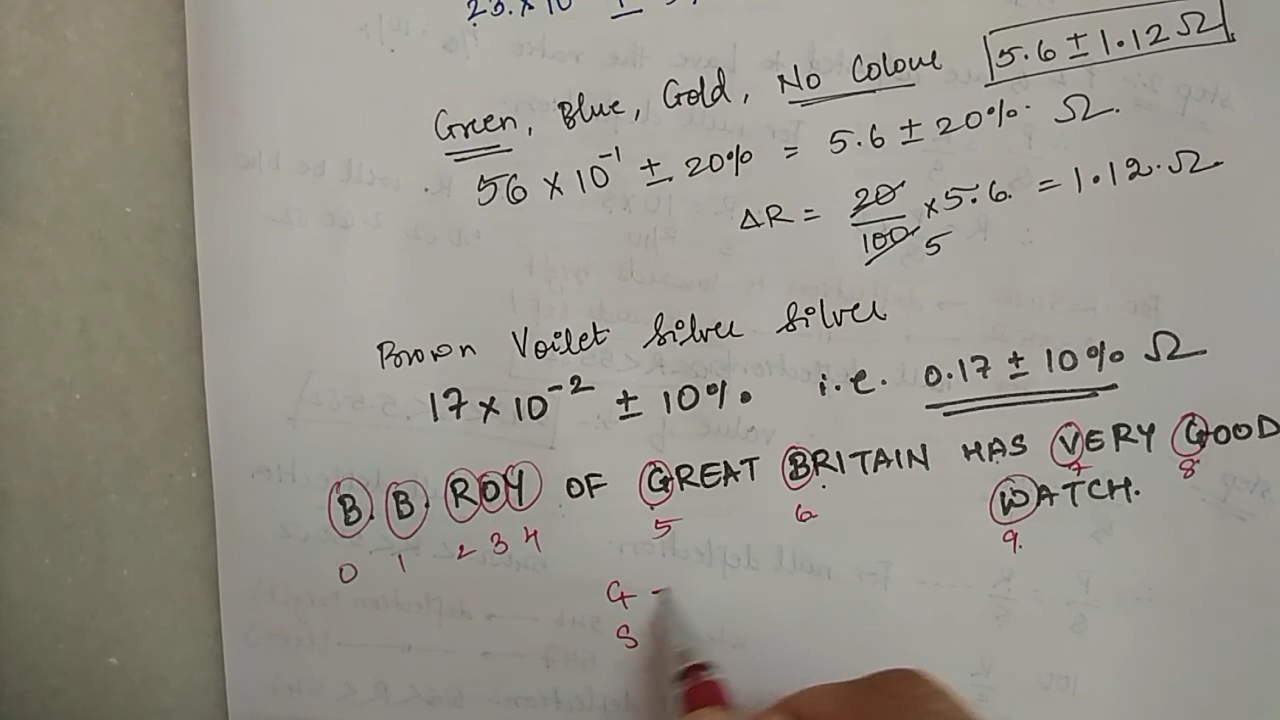 23.×10
Green, Blue, Gold, No Colour 5.6 ± 1.12 Ω
56 × 10⁻¹ ± 20% = 5.6 ± 20% Ω.
ΔR = 20/100 × 5.6. = 1.12 Ω.
5
Brown Voilet Silver Silver
17 × 10⁻² ± 10%. i.e. 0.17 ± 10% Ω
B. B. ROY OF GREAT BRITAIN HAS VERY GOOD
WATCH.
0 1 2 3 4 5 6 7 8
9.
G -
S